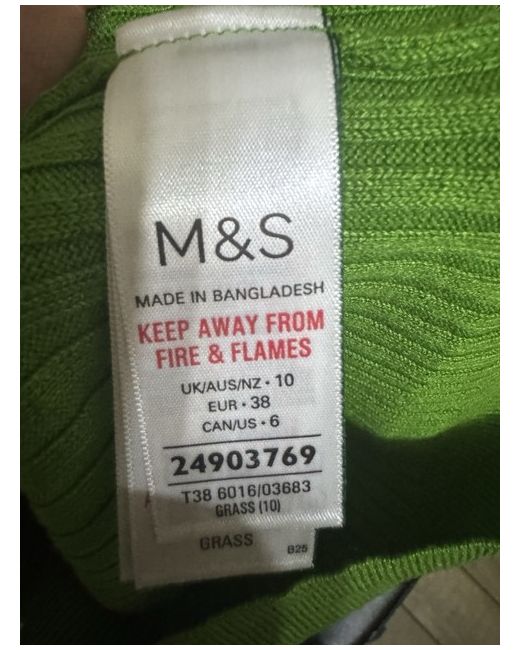 M&S
MADE IN BANGLADESH
KEEP AWAY FROM
FIRE & FLAMES
UK/AUS/NZ • 10
EUR • 38
CAN/US • 6
24903769
T38 6016/03683
GRASS (10)
GRASS
B25